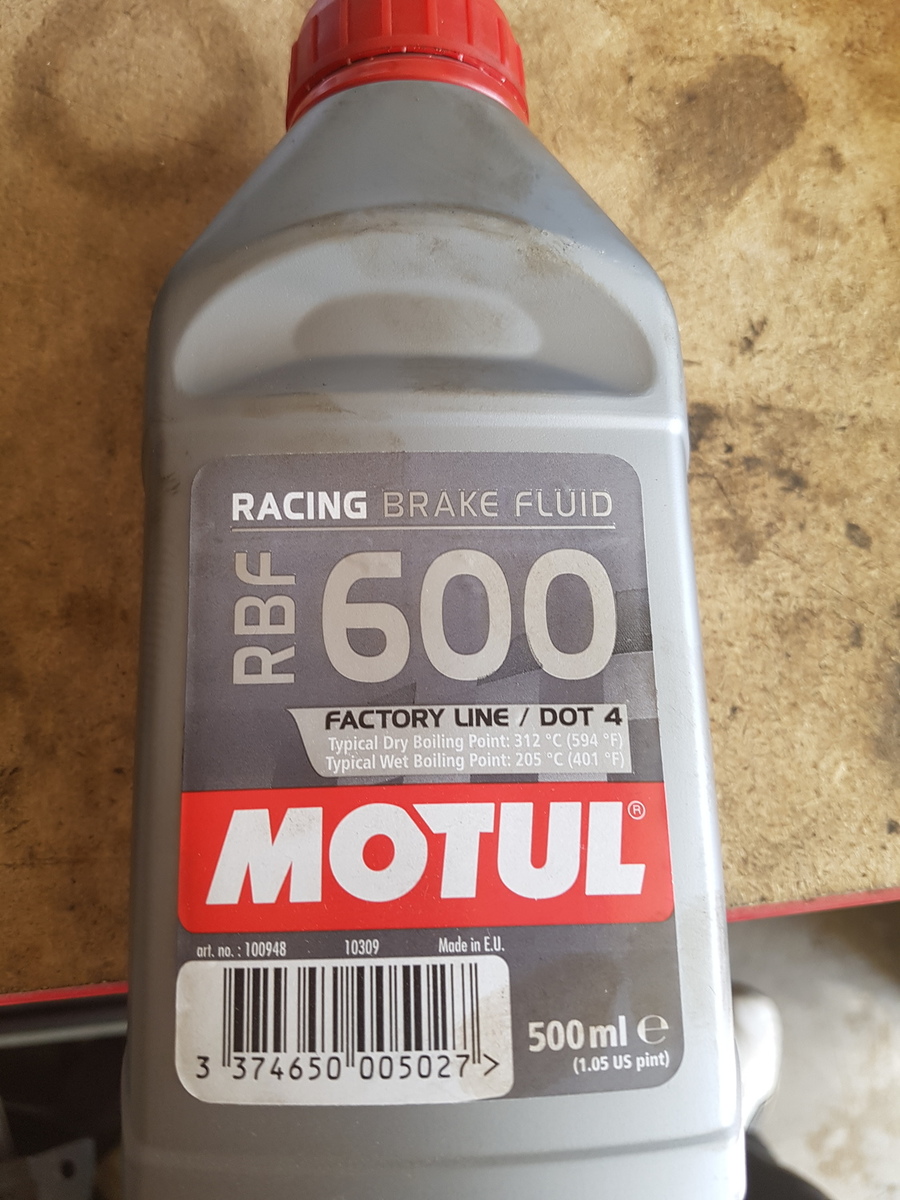 RACING BRAKE FLUID
RBF 600
FACTORY LINE / DOT 4
Typical Dry Boiling Point: 312 °C (594 °F)
Typical Wet Boiling Point: 205 °C (401 °F)
MOTUL®
art. no. : 100948 10309 Made in E.U.
3 374650 005027 >
500 ml ℮
(1.05 US pint)